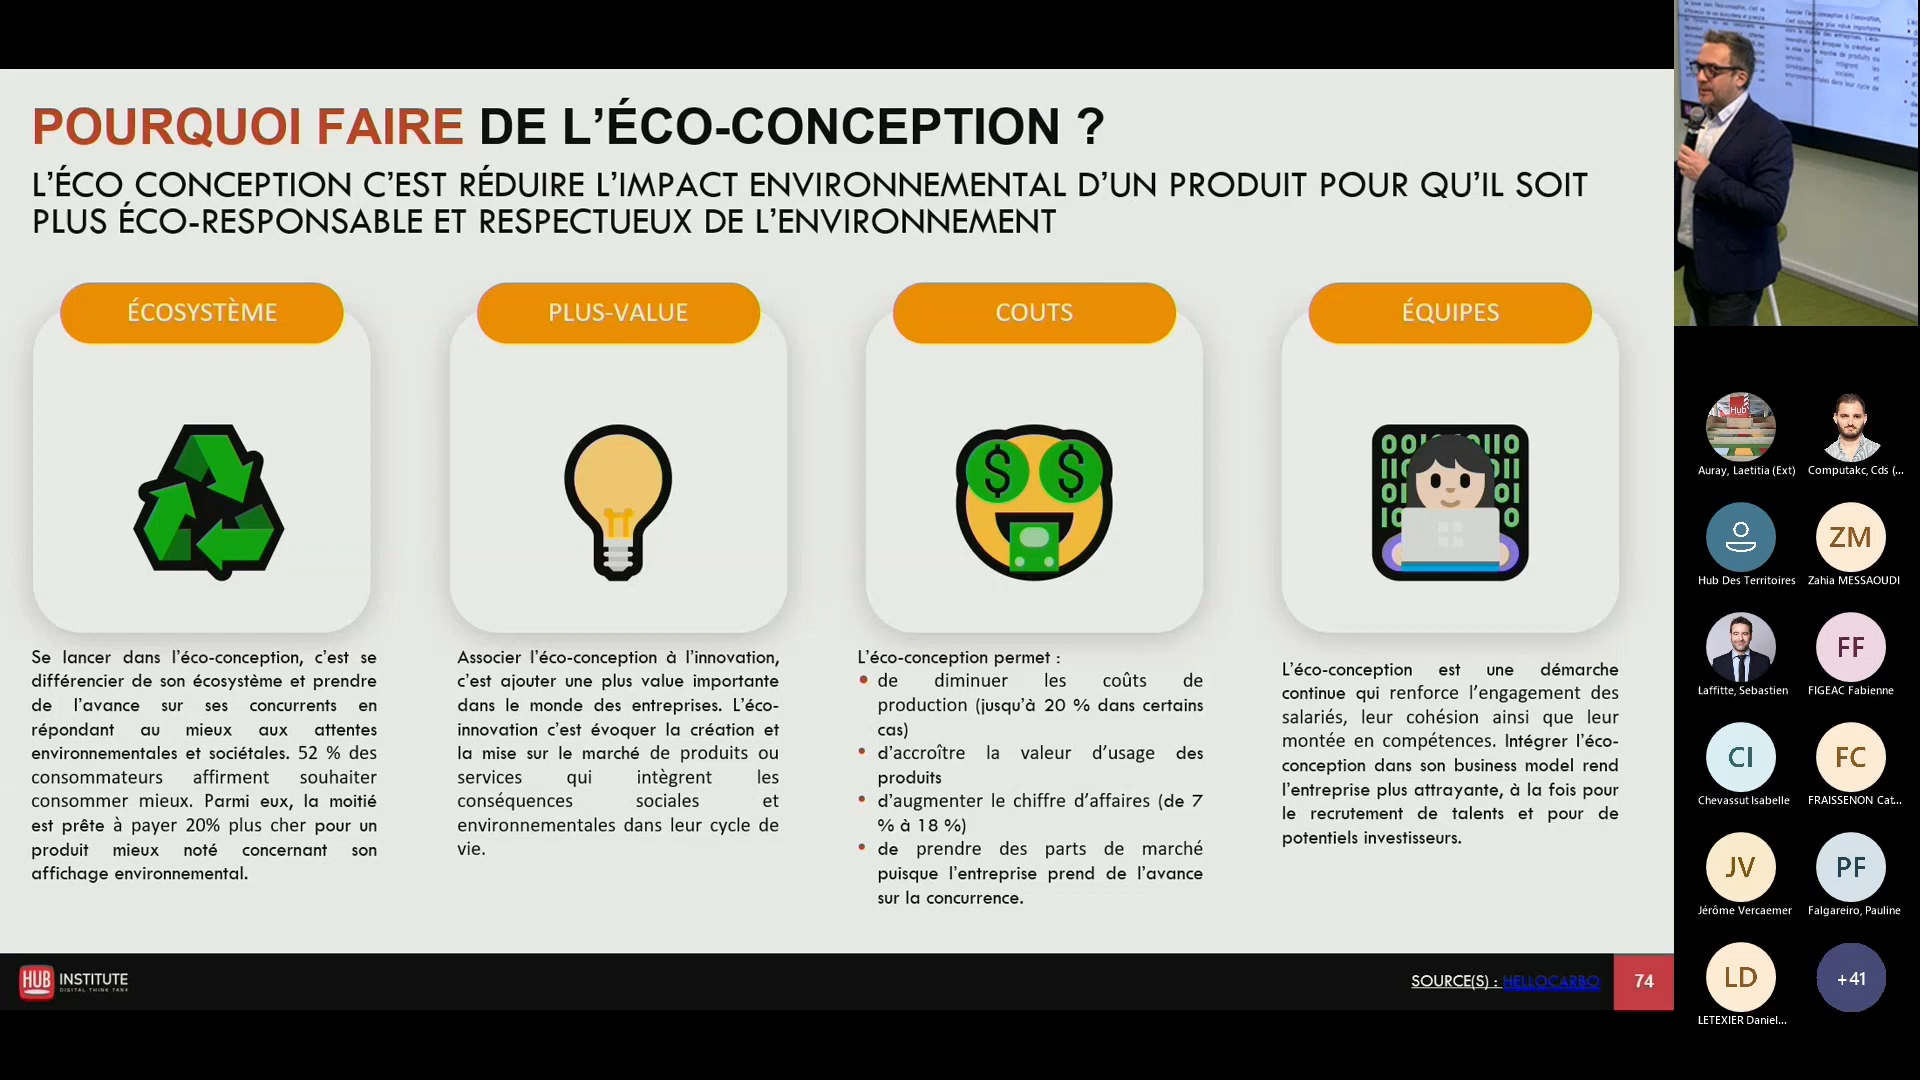 POURQUOI FAIRE DE L’ÉCO-CONCEPTION ?
L’ÉCO CONCEPTION C’EST RÉDUIRE L’IMPACT ENVIRONNEMENTAL D’UN PRODUIT POUR QU’IL SOIT
PLUS ÉCO-RESPONSABLE ET RESPECTUEUX DE L’ENVIRONNEMENT
ÉCOSYSTÈME
Se lancer dans l’éco-conception, c’est se
différencier de son écosystème et prendre
de l’avance sur ses concurrents en
répondant au mieux aux attentes
environnementales et sociétales. 52 % des
consommateurs affirment souhaiter
consommer mieux. Parmi eux, la moitié
est prête à payer 20% plus cher pour un
produit mieux noté concernant son
affichage environnemental.
PLUS-VALUE
Associer l’éco-conception à l’innovation,
c’est ajouter une plus value importante
dans le monde des entreprises. L’éco-
innovation c’est évoquer la création et
la mise sur le marché de produits ou
services qui intègrent les
conséquences sociales et
environnementales dans leur cycle de
vie.
COUTS
L’éco-conception permet :
• de diminuer les coûts de
production (jusqu’à 20 % dans certains
cas)
• d’accroître la valeur d’usage des
produits
• d’augmenter le chiffre d’affaires (de 7
% à 18 %)
• de prendre des parts de marché
puisque l’entreprise prend de l’avance
sur la concurrence.
ÉQUIPES
L’éco-conception est une démarche
continue qui renforce l’engagement des
salariés, leur cohésion ainsi que leur
montée en compétences. Intégrer l’éco-
conception dans son business model rend
l’entreprise plus attrayante, à la fois pour
le recrutement de talents et pour de
potentiels investisseurs.
HUB INSTITUTE
DIGITAL THINK TANK
SOURCE(S) : HELLOCARBO
74
Hub
Auray, Laetitia (Ext)
Computakc, Cds (...
Hub Des Territoires
ZM
Zahia MESSAOUDI
Laffitte, Sebastien
FF
FIGEAC Fabienne
CI
Chevassut Isabelle
FC
FRAISSENON Cat...
JV
Jérôme Vercaemer
PF
Falgareiro, Pauline
LD
LETEXIER Daniel...
+41